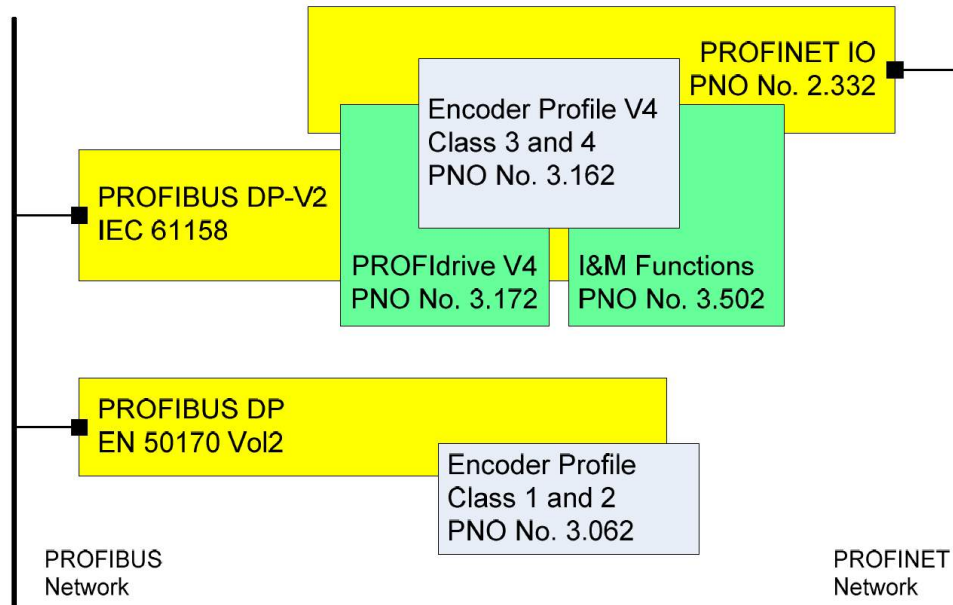 PROFINET IO
PNO No. 2.332
Encoder Profile V4
Class 3 and 4
PNO No. 3.162
PROFIBUS DP-V2
IEC 61158
PROFIdrive V4
PNO No. 3.172
I&M Functions
PNO No. 3.502
PROFIBUS DP
EN 50170 Vol2
Encoder Profile
Class 1 and 2
PNO No. 3.062
PROFIBUS
Network
PROFINET
Network